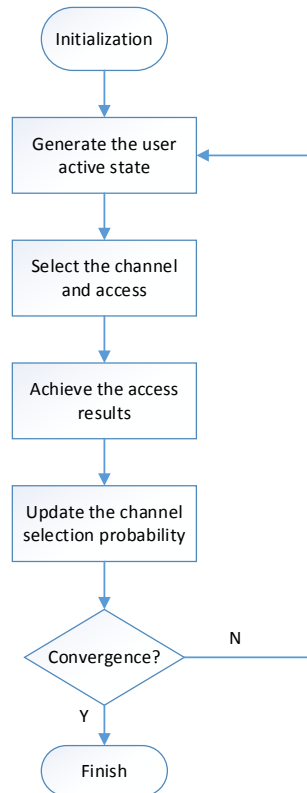 Initialization
Generate the user
active state
Select the channel
and access
Achieve the access
results
Update the channel
selection probability
Convergence?
N
Y
Finish